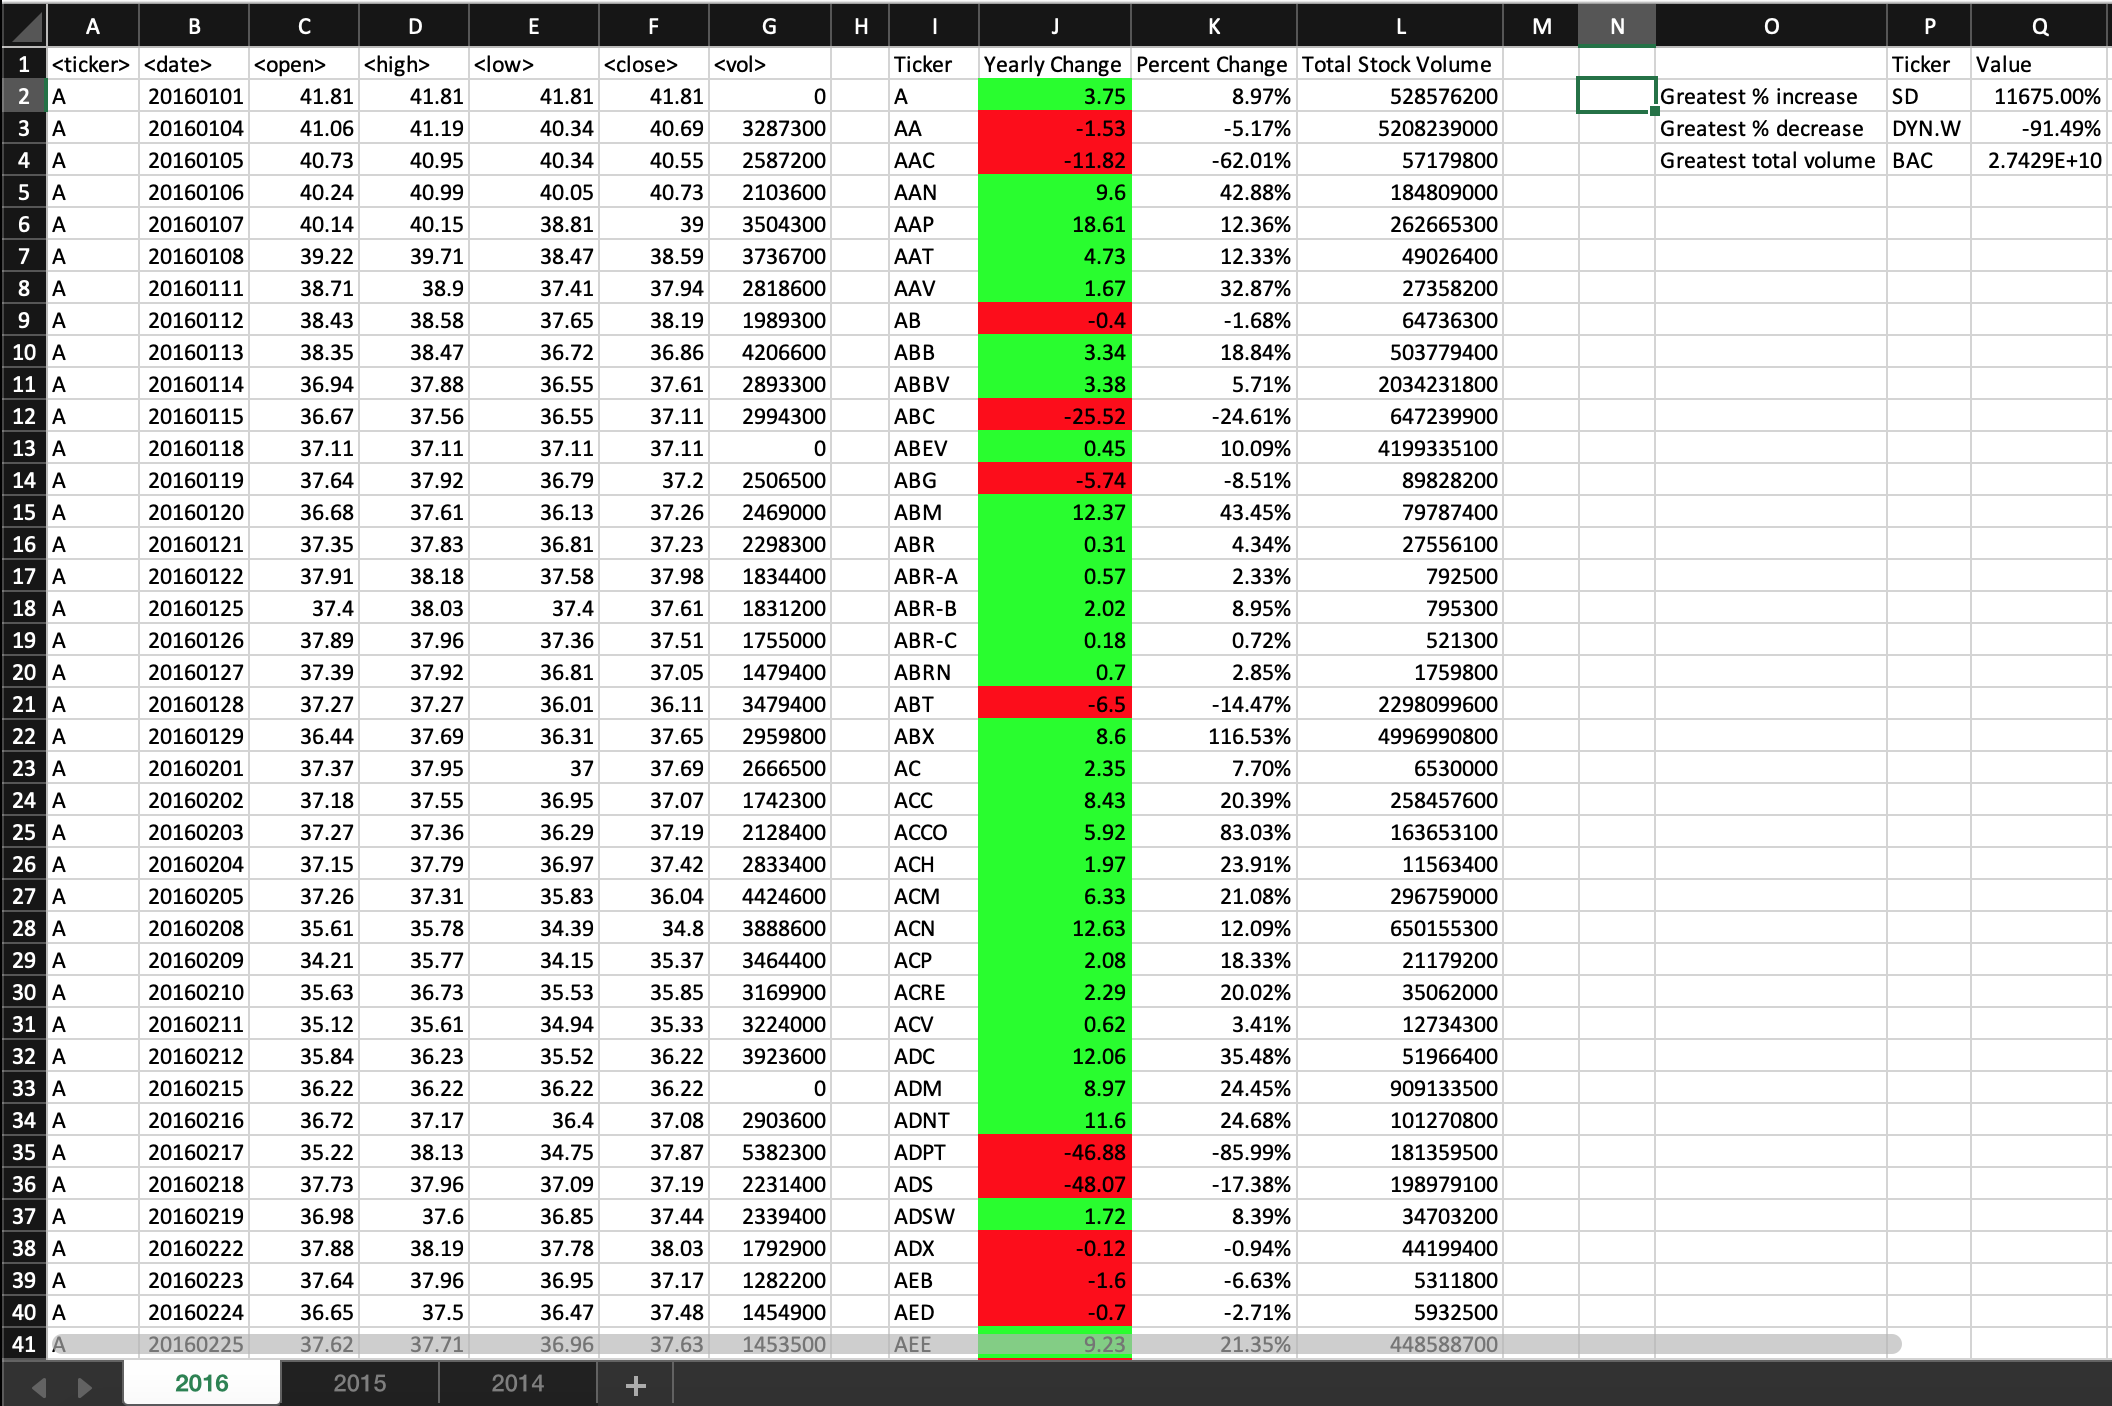 A B C D E F G H I J K L M N O P Q
1 <ticker> <date> <open> <high> <low> <close> <vol> Ticker Yearly Change Percent Change Total Stock Volume Ticker Value
2 A 20160101 41.81 41.81 41.81 41.81 0 A 3.75 8.97% 528576200 Greatest % increase SD 11675.00%
3 A 20160104 41.06 41.19 40.34 40.69 3287300 AA -1.53 -5.17% 5208239000 Greatest % decrease DYN.W -91.49%
4 A 20160105 40.73 40.95 40.34 40.55 2587200 AAC -11.82 -62.01% 57179800 Greatest total volume BAC 2.7429E+10
5 A 20160106 40.24 40.99 40.05 40.73 2103600 AAN 9.6 42.88% 184809000
6 A 20160107 40.14 40.15 38.81 39 3504300 AAP 18.61 12.36% 262665300
7 A 20160108 39.22 39.71 38.47 38.59 3736700 AAT 4.73 12.33% 49026400
8 A 20160111 38.71 38.9 37.41 37.94 2818600 AAV 1.67 32.87% 27358200
9 A 20160112 38.43 38.58 37.65 38.19 1989300 AB -0.4 -1.68% 64736300
10 A 20160113 38.35 38.47 36.72 36.86 4206600 ABB 3.34 18.84% 503779400
11 A 20160114 36.94 37.88 36.55 37.61 2893300 ABBV 3.38 5.71% 2034231800
12 A 20160115 36.67 37.56 36.55 37.11 2994300 ABC -25.52 -24.61% 647239900
13 A 20160118 37.11 37.11 37.11 37.11 0 ABEV 0.45 10.09% 4199335100
14 A 20160119 37.64 37.92 36.79 37.2 2506500 ABG -5.74 -8.51% 89828200
15 A 20160120 36.68 37.61 36.13 37.26 2469000 ABM 12.37 43.45% 79787400
16 A 20160121 37.35 37.83 36.81 37.23 2298300 ABR 0.31 4.34% 27556100
17 A 20160122 37.91 38.18 37.58 37.98 1834400 ABR-A 0.57 2.33% 792500
18 A 20160125 37.4 38.03 37.4 37.61 1831200 ABR-B 2.02 8.95% 795300
19 A 20160126 37.89 37.96 37.36 37.51 1755000 ABR-C 0.18 0.72% 521300
20 A 20160127 37.39 37.92 36.81 37.05 1479400 ABRN 0.7 2.85% 1759800
21 A 20160128 37.27 37.27 36.01 36.11 3479400 ABT -6.5 -14.47% 2298099600
22 A 20160129 36.44 37.69 36.31 37.65 2959800 ABX 8.6 116.53% 4996990800
23 A 20160201 37.37 37.95 37 37.69 2666500 AC 2.35 7.70% 6530000
24 A 20160202 37.18 37.55 36.95 37.07 1742300 ACC 8.43 20.39% 258457600
25 A 20160203 37.27 37.36 36.29 37.19 2128400 ACCO 5.92 83.03% 163653100
26 A 20160204 37.15 37.79 36.97 37.42 2833400 ACH 1.97 23.91% 11563400
27 A 20160205 37.26 37.31 35.83 36.04 4424600 ACM 6.33 21.08% 296759000
28 A 20160208 35.61 35.78 34.39 34.8 3888600 ACN 12.63 12.09% 650155300
29 A 20160209 34.21 35.77 34.15 35.37 3464400 ACP 2.08 18.33% 21179200
30 A 20160210 35.63 36.73 35.53 35.85 3169900 ACRE 2.29 20.02% 35062000
31 A 20160211 35.12 35.61 34.94 35.33 3224000 ACV 0.62 3.41% 12734300
32 A 20160212 35.84 36.23 35.52 36.22 3923600 ADC 12.06 35.48% 51966400
33 A 20160215 36.22 36.22 36.22 36.22 0 ADM 8.97 24.45% 909133500
34 A 20160216 36.72 37.17 36.4 37.08 2903600 ADNT 11.6 24.68% 101270800
35 A 20160217 35.22 38.13 34.75 37.87 5382300 ADPT -46.88 -85.99% 181359500
36 A 20160218 37.73 37.96 37.09 37.19 2231400 ADS -48.07 -17.38% 198979100
37 A 20160219 36.98 37.6 36.85 37.44 2339400 ADSW 1.72 8.39% 34703200
38 A 20160222 37.88 38.19 37.78 38.03 1792900 ADX -0.12 -0.94% 44199400
39 A 20160223 37.64 37.96 36.95 37.17 1282200 AEB -1.6 -6.63% 5311800
40 A 20160224 36.65 37.5 36.47 37.48 1454900 AED -0.7 -2.71% 5932500
41 A 20160225 37.62 37.71 36.96 37.63 1453500 AEE 9.23 21.35% 448588700
2016 2015 2014 +